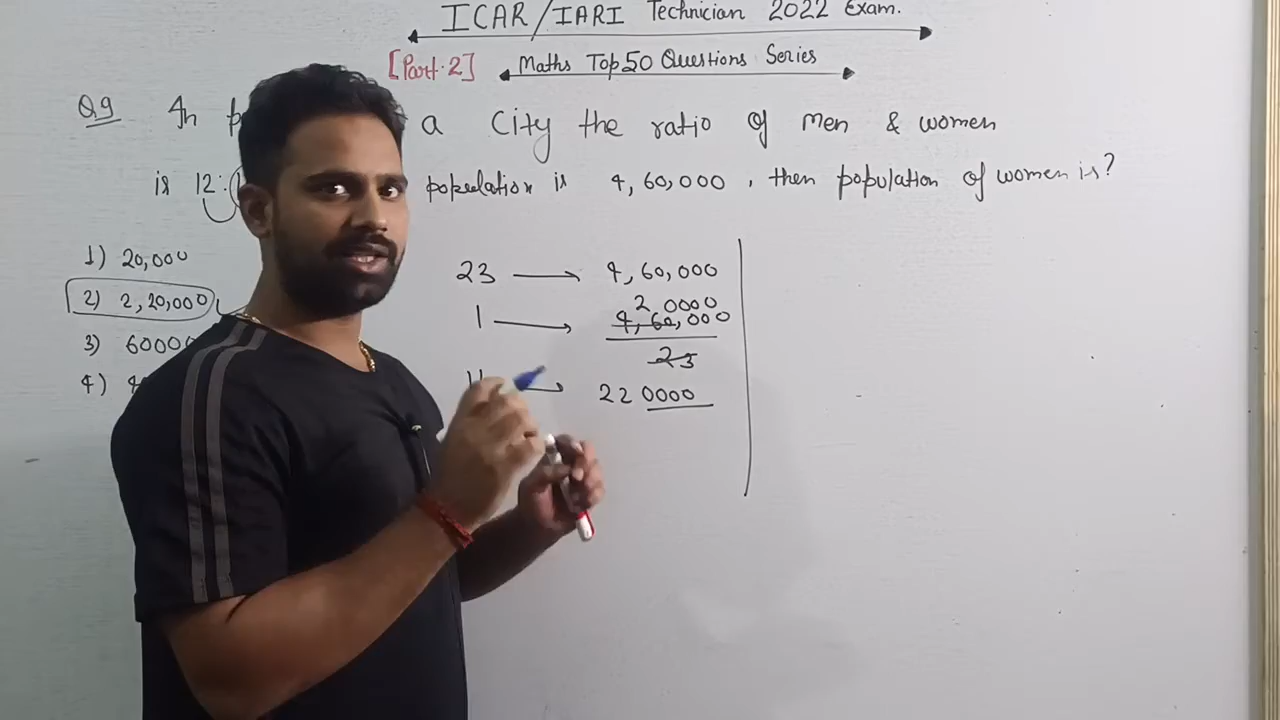 ICAR/IARI Technician 2022 Exam.
[Part-2] Maths Top 50 Questions Series
Q9 In a City the ratio of Men & women
is 12: population is 4,60,000, then population of women is?
1) 20,000
2) 2,20,000
3) 60000
4)
23 → 4,60,000
2 0000
1 → 4,60,000
23
11 → 22 0000